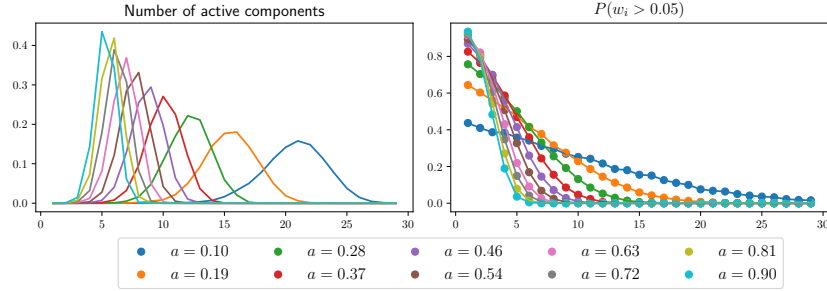 Number of active components
P(w_i > 0.05)
0.4
0.3
0.2
0.1
0.0
0 5 10 15 20 25 30
0.8
0.6
0.4
0.2
0.0
0 5 10 15 20 25 30
a = 0.10 a = 0.28 a = 0.46 a = 0.63 a = 0.81
a = 0.19 a = 0.37 a = 0.54 a = 0.72 a = 0.90